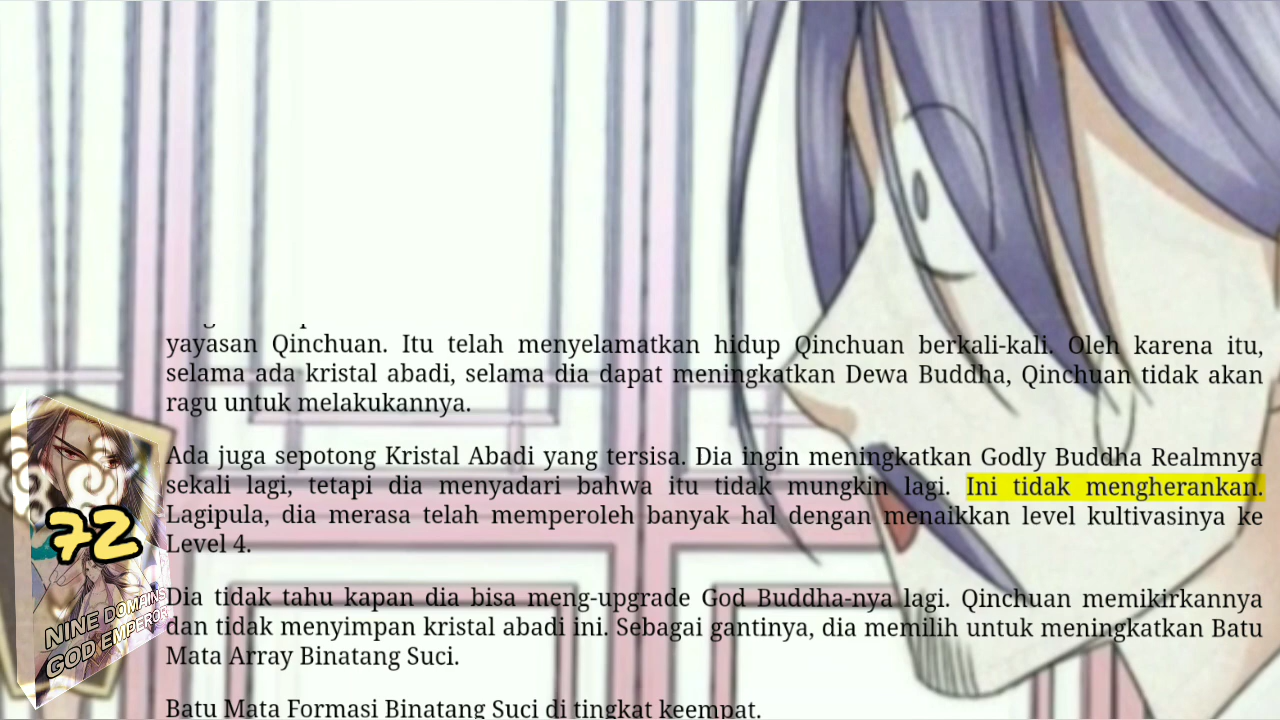 yayasan Qinchuan. Itu telah menyelamatkan hidup Qinchuan berkali-kali. Oleh karena itu,
selama ada kristal abadi, selama dia dapat meningkatkan Dewa Buddha, Qinchuan tidak akan
ragu untuk melakukannya.
Ada juga sepotong Kristal Abadi yang tersisa. Dia ingin meningkatkan Godly Buddha Realmnya
sekali lagi, tetapi dia menyadari bahwa itu tidak mungkin lagi. Ini tidak mengherankan.
Lagipula, dia merasa telah memperoleh banyak hal dengan menaikkan level kultivasinya ke
Level 4.
Dia tidak tahu kapan dia bisa meng-upgrade God Buddha-nya lagi. Qinchuan memikirkannya
dan tidak menyimpan kristal abadi ini. Sebagai gantinya, dia memilih untuk meningkatkan Batu
Mata Array Binatang Suci.
Batu Mata Formasi Binatang Suci di tingkat keempat.
72
NINE DOMAINS
GOD EMPEROR